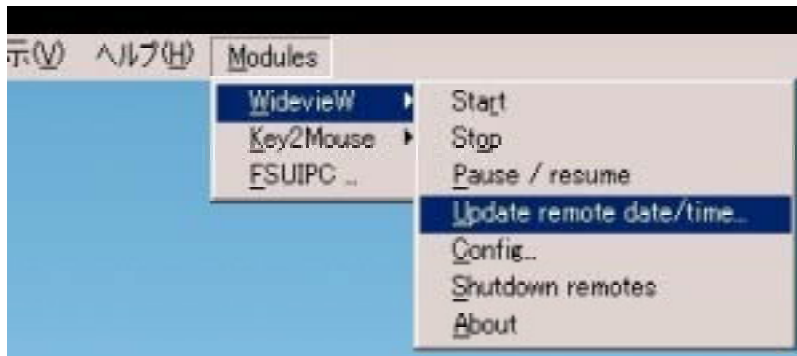 示(V) ヘルプ(H) Modules
WidevieW
Key2Mouse
FSUIPC ...
Start
Stop
Pause / resume
Update remote date/time...
Config...
Shutdown remotes
About